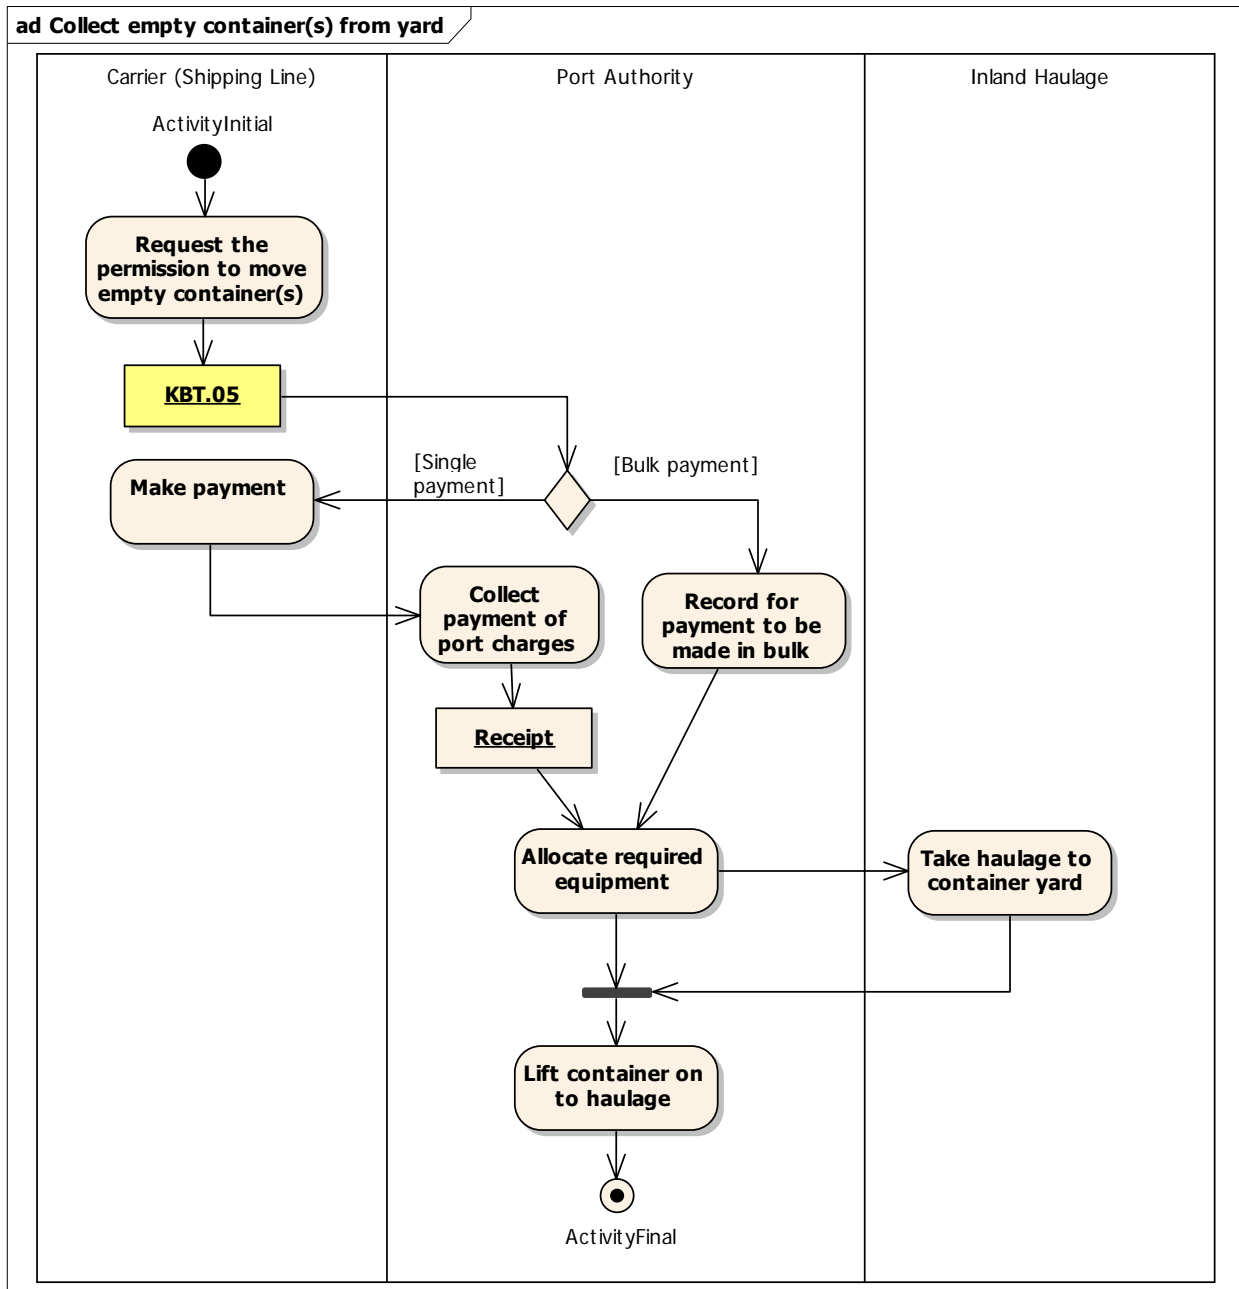 ad Collect empty container(s) from yard
Carrier (Shipping Line)
Port Authority
Inland Haulage
ActivityInitial
Request the
permission to move
empty container(s)
KBT.05
[Single
payment]
[Bulk payment]
Make payment
Collect
payment of
port charges
Record for
payment to be
made in bulk
Receipt
Allocate required
equipment
Take haulage to
container yard
Lift container on
to haulage
ActivityFinal